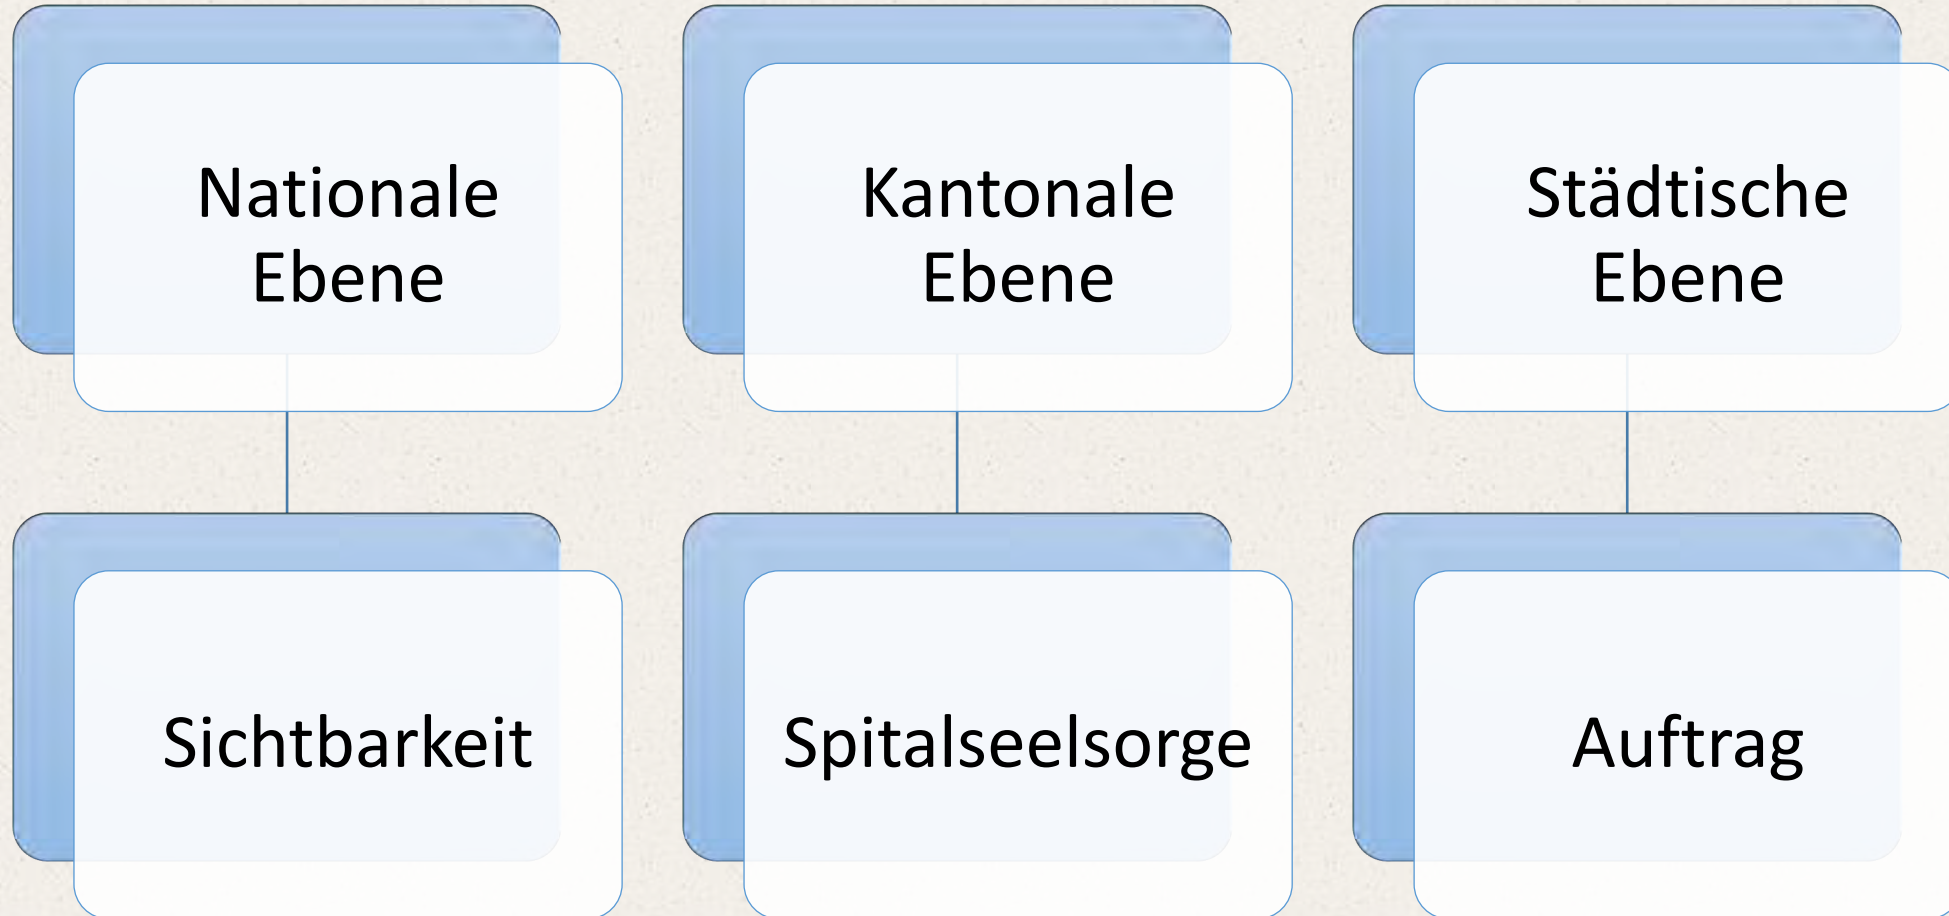 Nationale
Ebene
Kantonale
Ebene
Städtische
Ebene
Sichtbarkeit
Spitalseelsorge
Auftrag